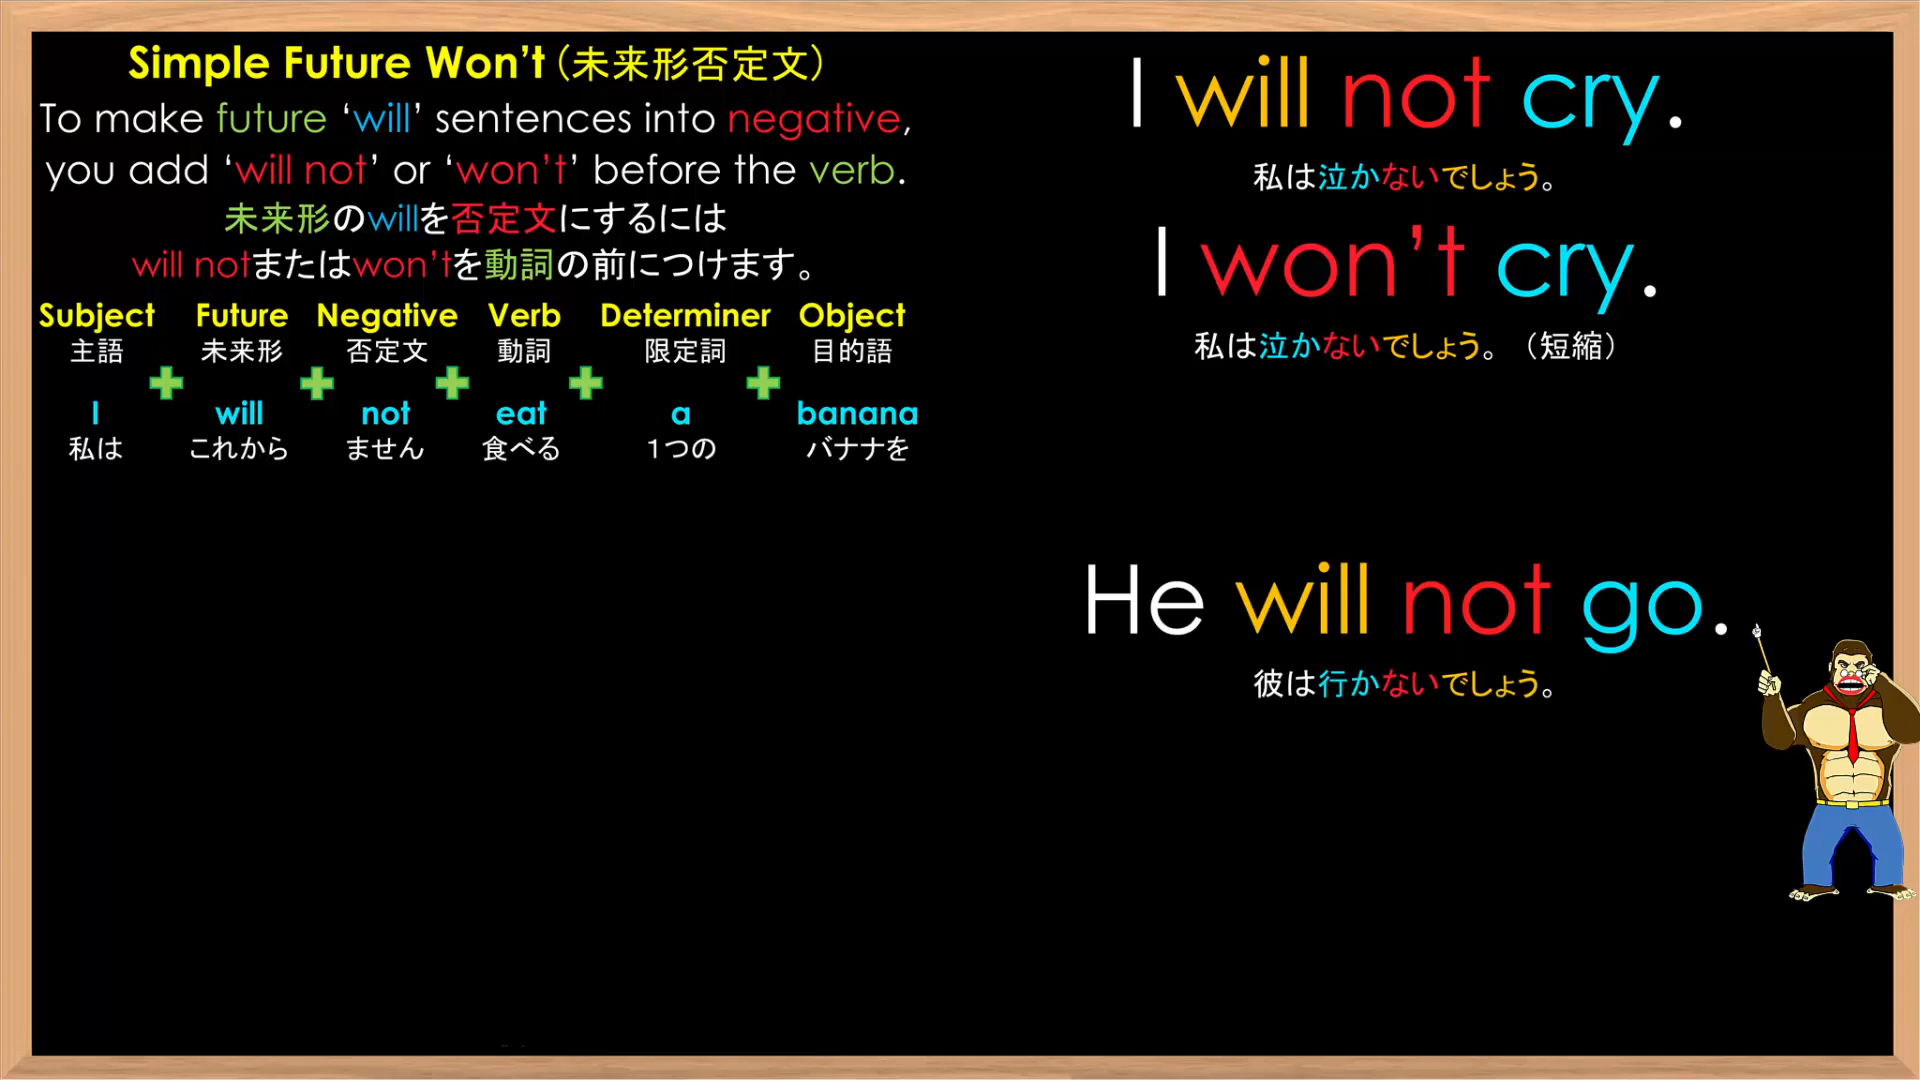 Simple Future Won’t（未来形否定文）
To make future ‘will’ sentences into negative,
you add ‘will not’ or ‘won’t’ before the verb.
未来形のwillを否定文にするには
will notまたはwon’tを動詞の前につけます。
Subject Future Negative Verb Determiner Object
主語 未来形 否定文 動詞 限定詞 目的語
I will not eat a banana
私は これから ません 食べる １つの バナナを
I will not cry.
私は泣かないでしょう。
I won’t cry.
私は泣かないでしょう。（短縮）
He will not go.
彼は行かないでしょう。